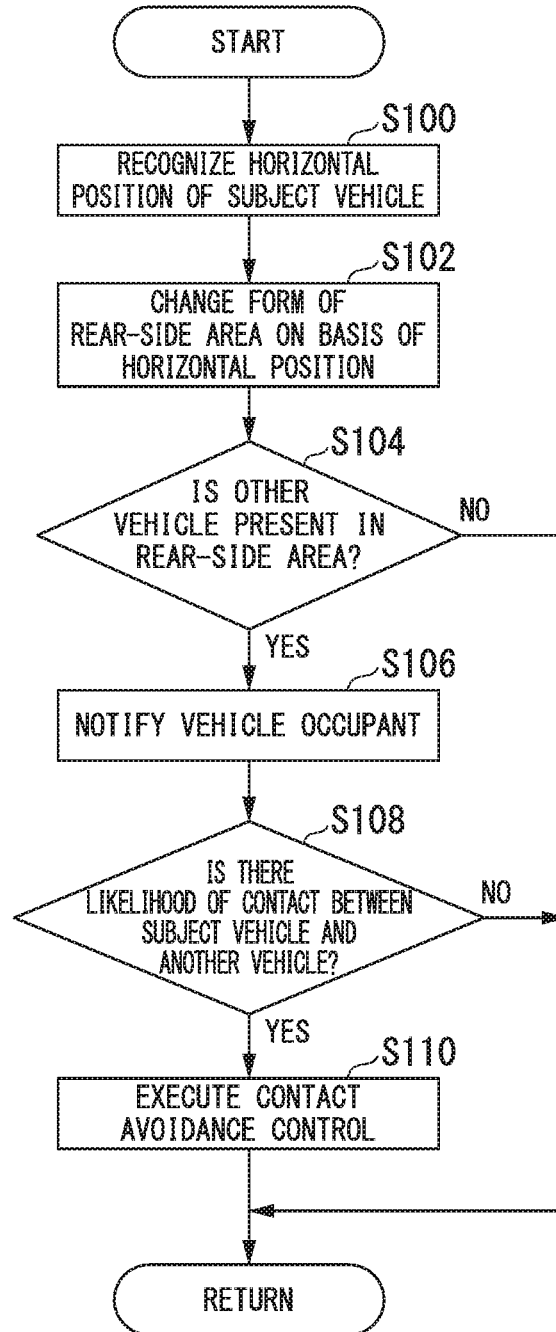 START
S100
RECOGNIZE HORIZONTAL
POSITION OF SUBJECT VEHICLE
S102
CHANGE FORM OF
REAR-SIDE AREA ON BASIS OF
HORIZONTAL POSITION
S104
IS OTHER
VEHICLE PRESENT IN
REAR-SIDE AREA?
NO
YES
S106
NOTIFY VEHICLE OCCUPANT
S108
IS THERE
LIKELIHOOD OF CONTACT BETWEEN
SUBJECT VEHICLE AND
ANOTHER VEHICLE?
NO
YES
S110
EXECUTE CONTACT
AVOIDANCE CONTROL
RETURN